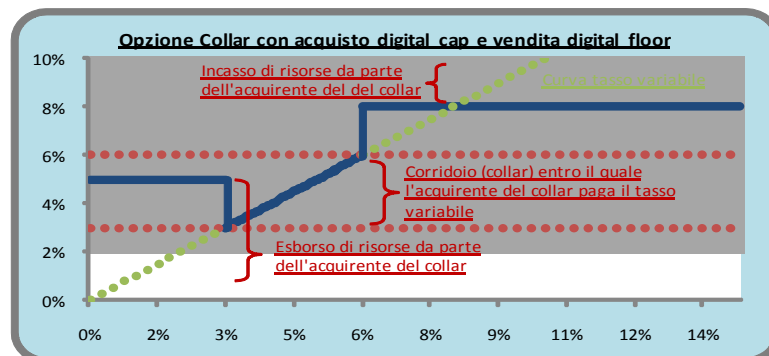 Opzione Collar con acquisto digital cap e vendita digital floor
10%
8%
6%
4%
2%
0%
Incasso di risorse da parte
dell'acquirente del del collar
Corridoio (collar) entro il quale
l'acquirente del collar paga il tasso
variabile
Esborso di risorse da parte
dell'acquirente del collar
0%
2%
3%
5%
6%
8%
9%
11%
12%
14%